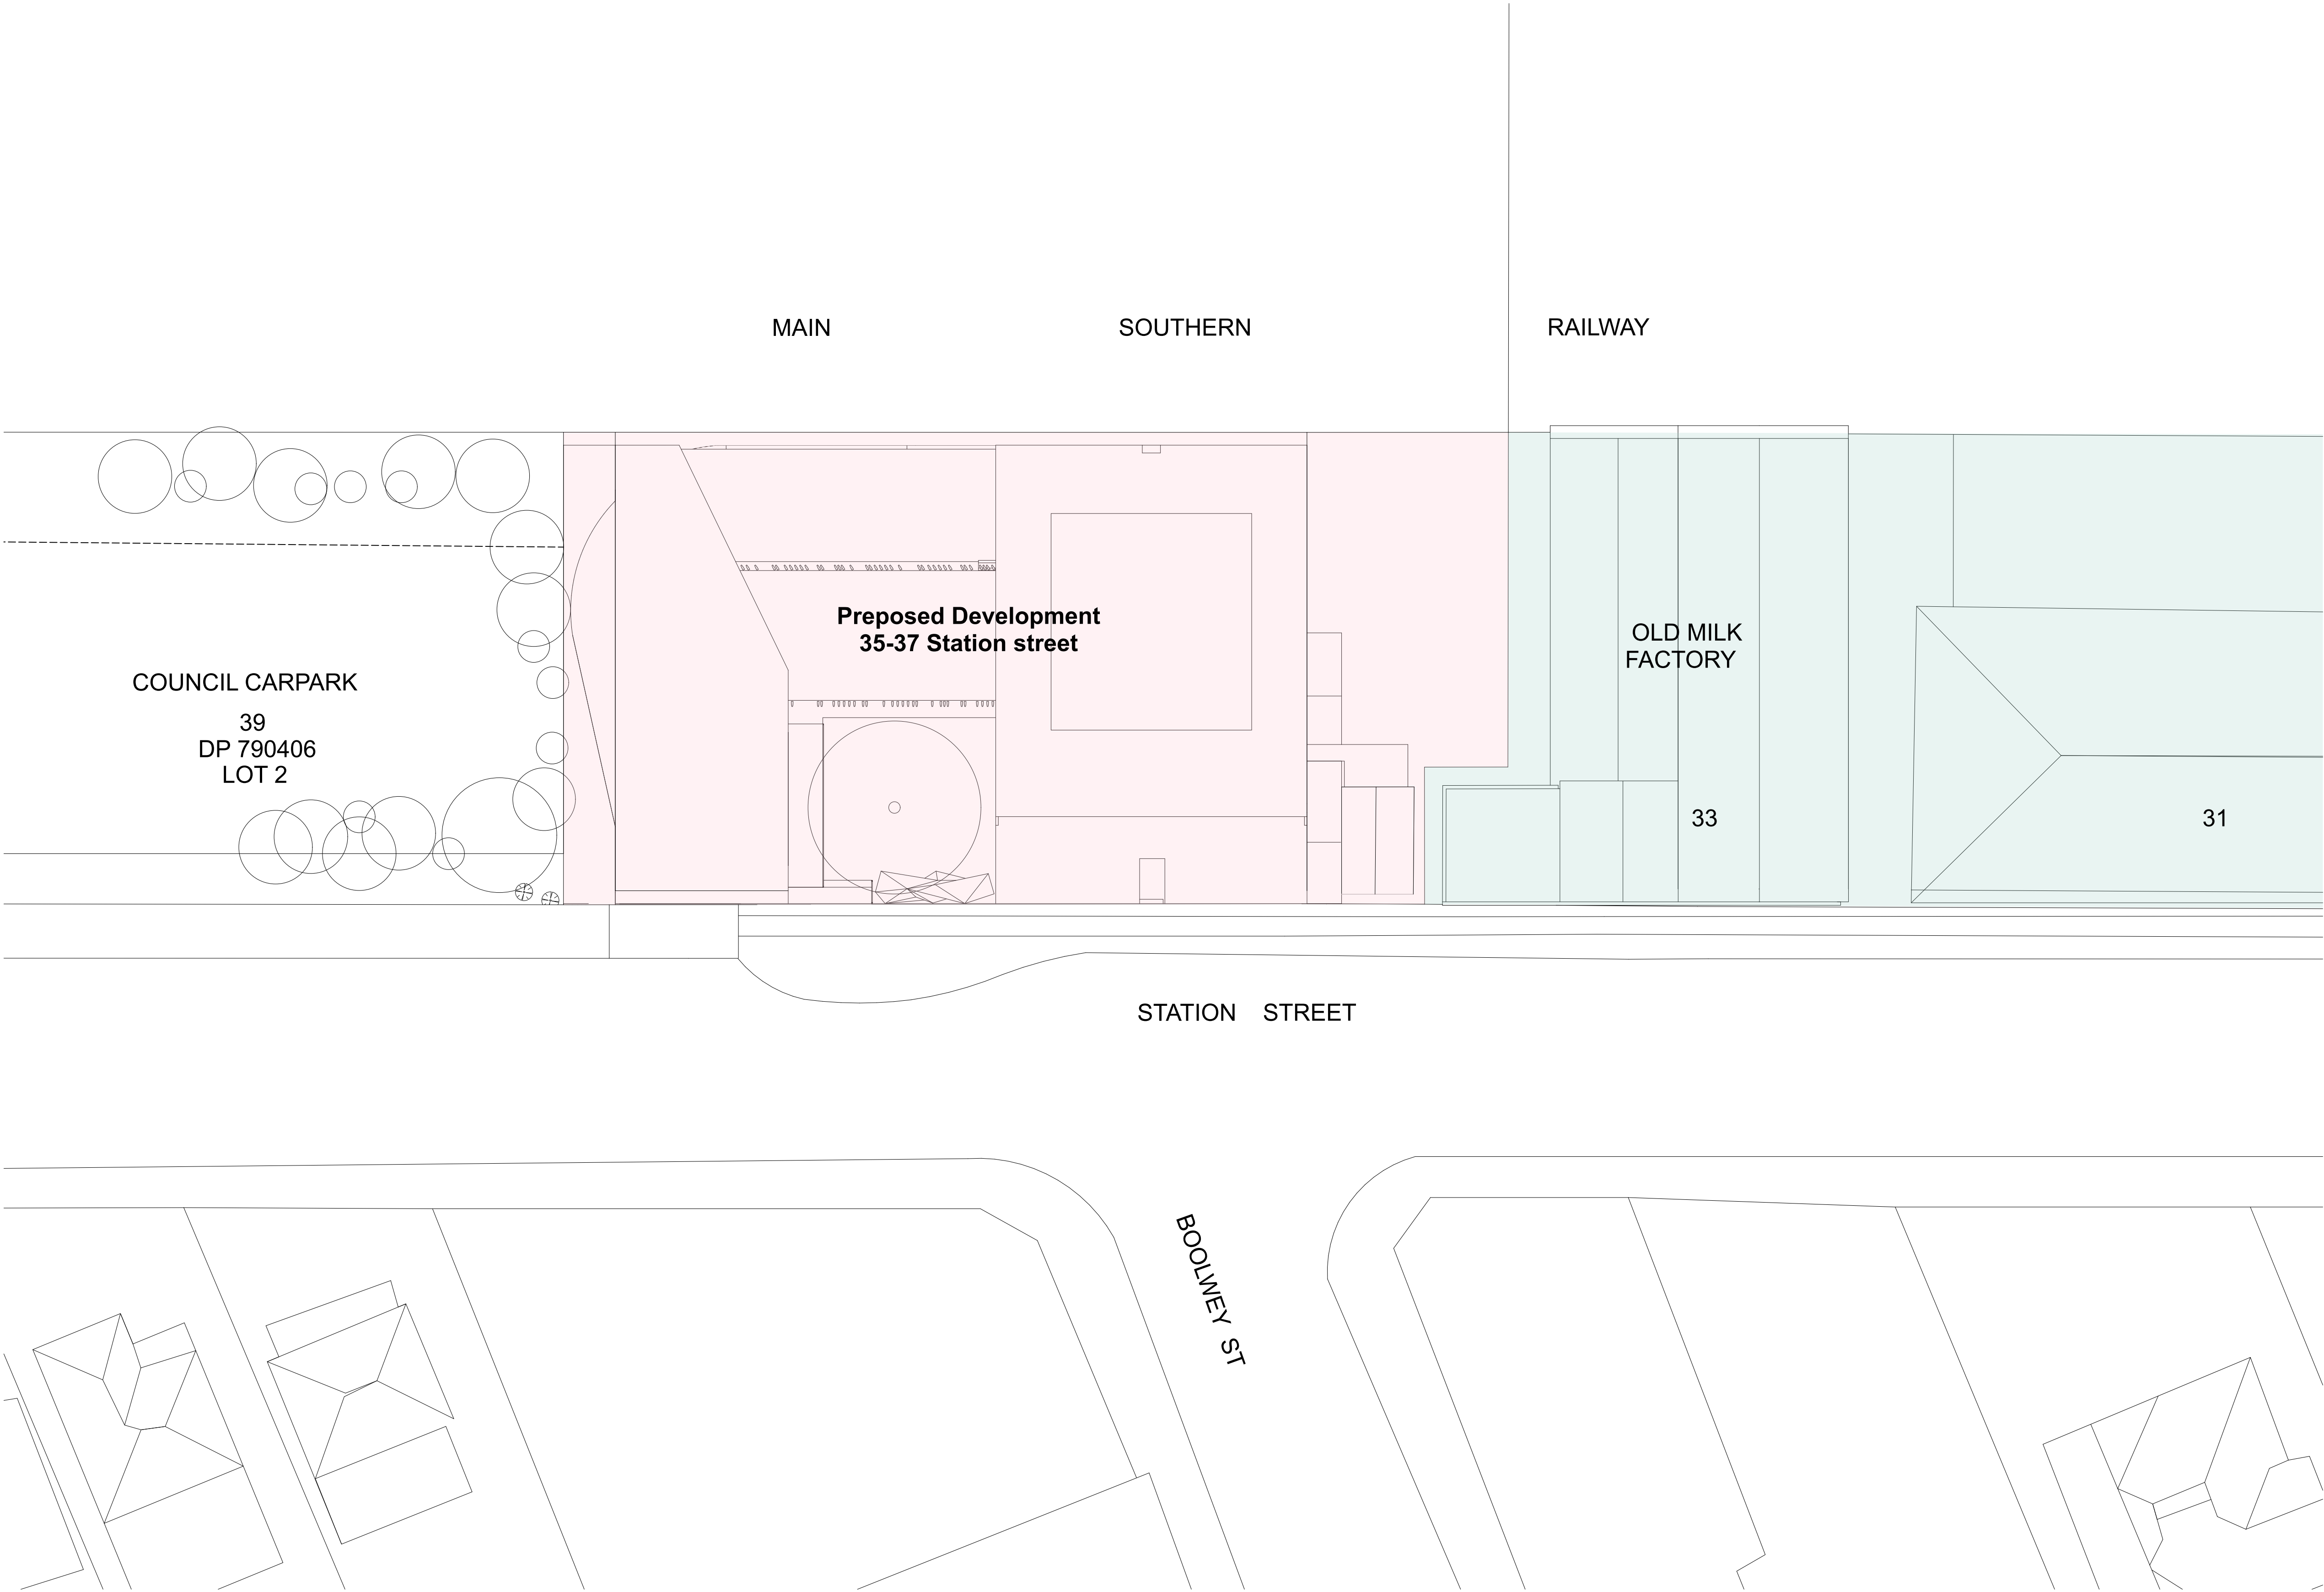 MAIN SOUTHERN RAILWAY
Preposed Development
35-37 Station street
OLD MILK
FACTORY
COUNCIL CARPARK
39
DP 790406
LOT 2
33
31
STATION STREET
BOOLWEY ST